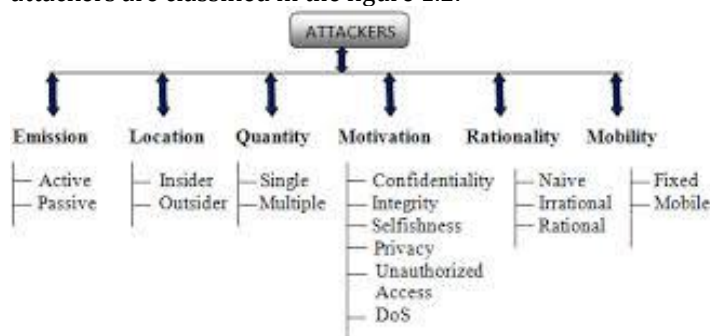 attackers are classified in the figure 2.2.
ATTACKERS
Emission
Active
Passive
Location
Insider
Outsider
Quantity
Single
Multiple
Motivation
Confidentiality
Integrity
Selfishness
Privacy
Unauthorized
Access
DoS
Rationality
Naive
Irrational
Rational
Mobility
Fixed
Mobile